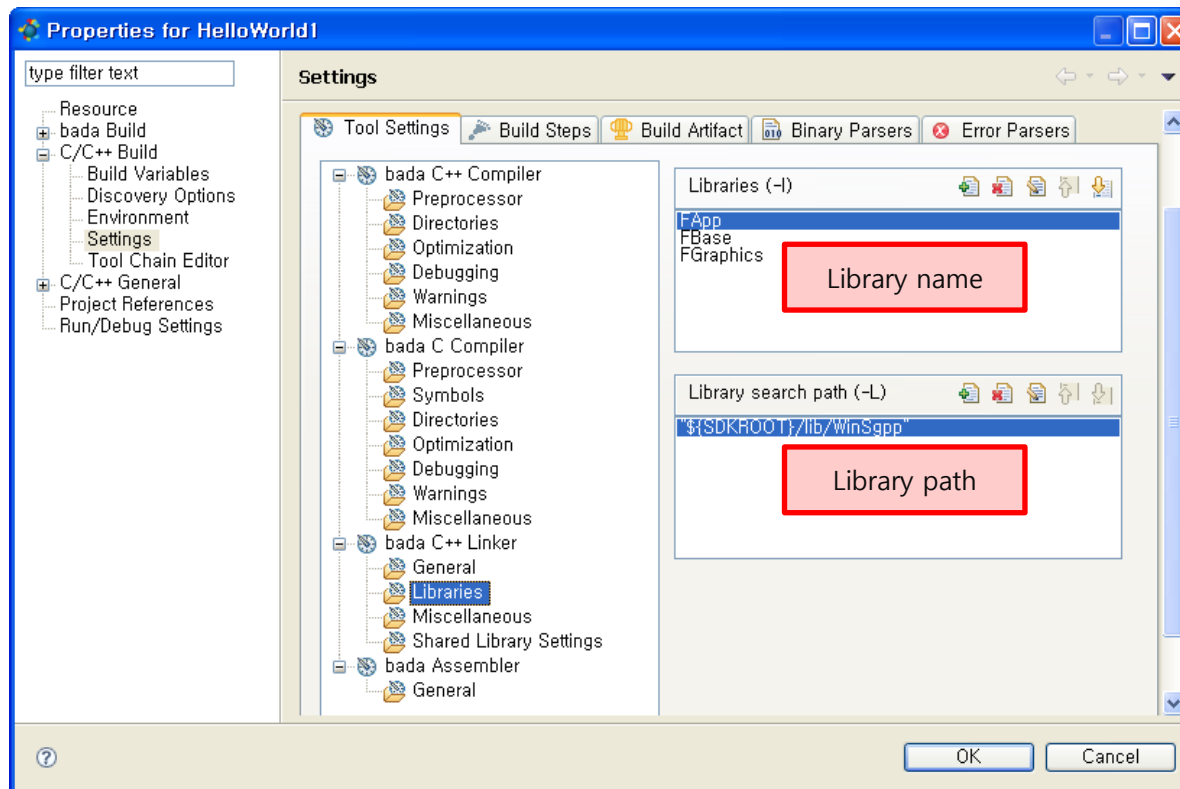 Properties for HelloWorld1
type filter text
Resource
bada Build
C/C++ Build
Build Variables
Discovery Options
Environment
Settings
Tool Chain Editor
C/C++ General
Project References
Run/Debug Settings
Settings
Tool Settings
Build Steps
Build Artifact
Binary Parsers
Error Parsers
bada C++ Compiler
Preprocessor
Directories
Optimization
Debugging
Warnings
Miscellaneous
bada C Compiler
Preprocessor
Symbols
Directories
Optimization
Debugging
Warnings
Miscellaneous
bada C++ Linker
General
Libraries
Miscellaneous
Shared Library Settings
bada Assembler
General
Libraries (-l)
FApp
FBase
FGraphics
Library name
Library search path (-L)
"${SDKROOT}/lib/WinSgpp"
Library path
OK
Cancel